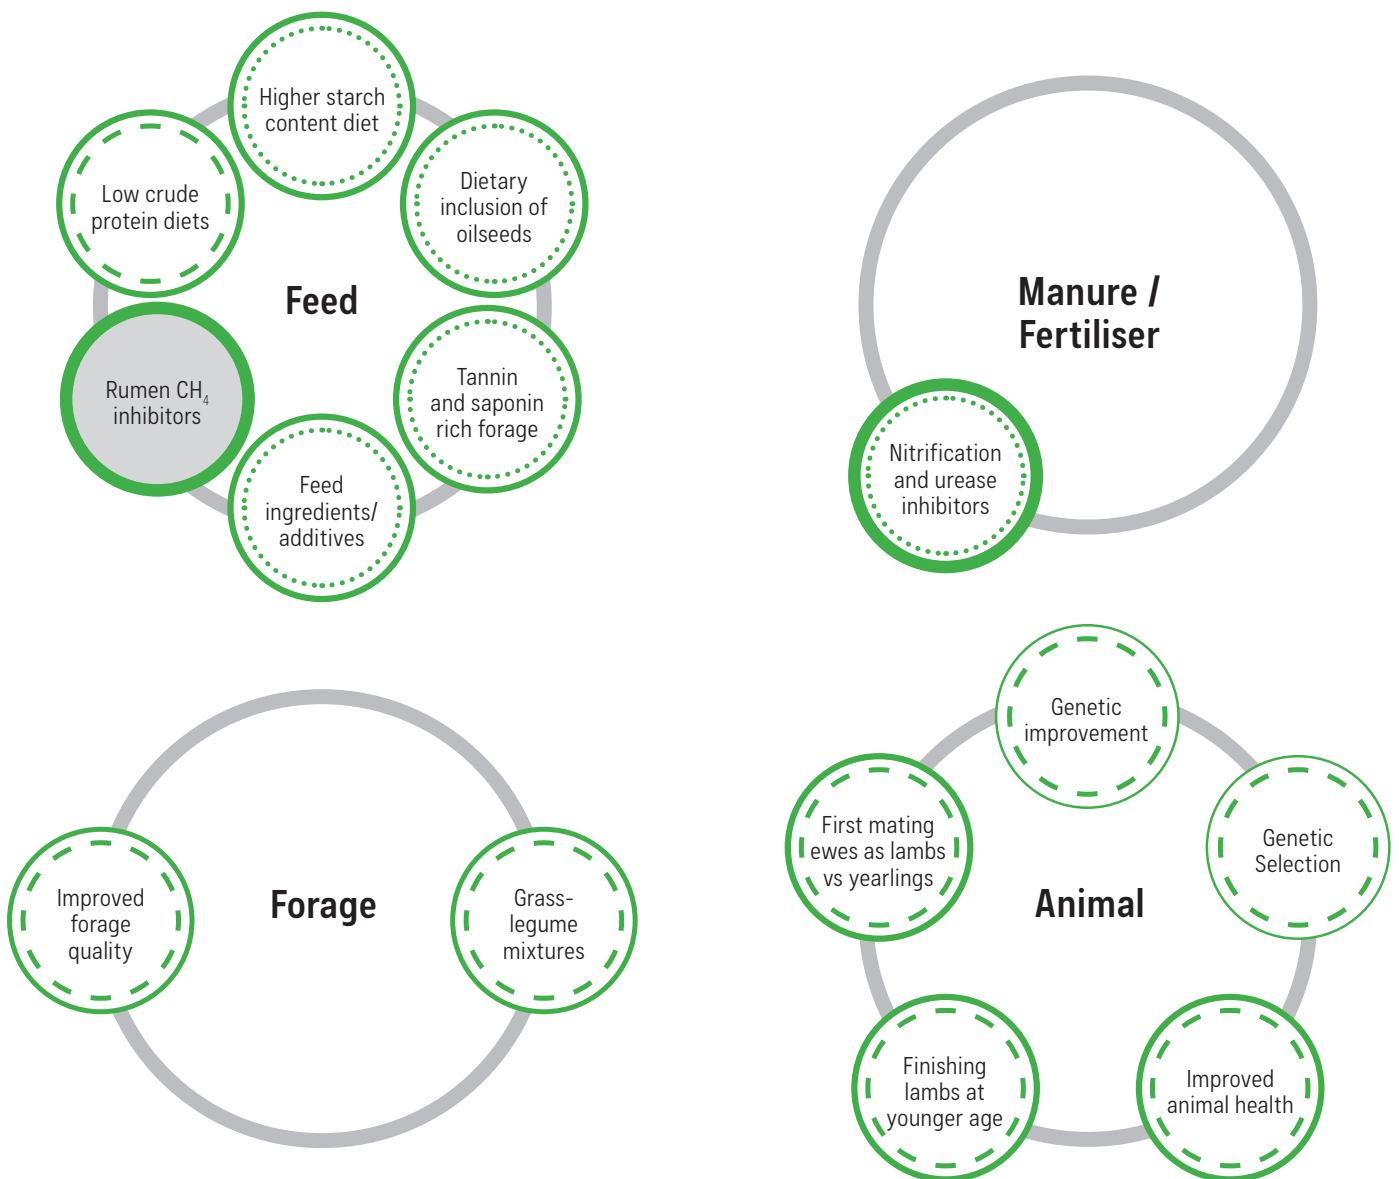 Higher starch
content diet
Low crude
protein diets
Dietary
inclusion of
oilseeds
Feed
Rumen CH₄
inhibitors
Tannin
and saponin
rich forage
Feed
ingredients/
additives
Manure /
Fertiliser
Nitrification
and urease
inhibitors
Improved
forage
quality
Forage
Grass-
legume
mixtures
Genetic
improvement
First mating
ewes as lambs
vs yearlings
Genetic
Selection
Animal
Finishing
lambs at
younger age
Improved
animal health